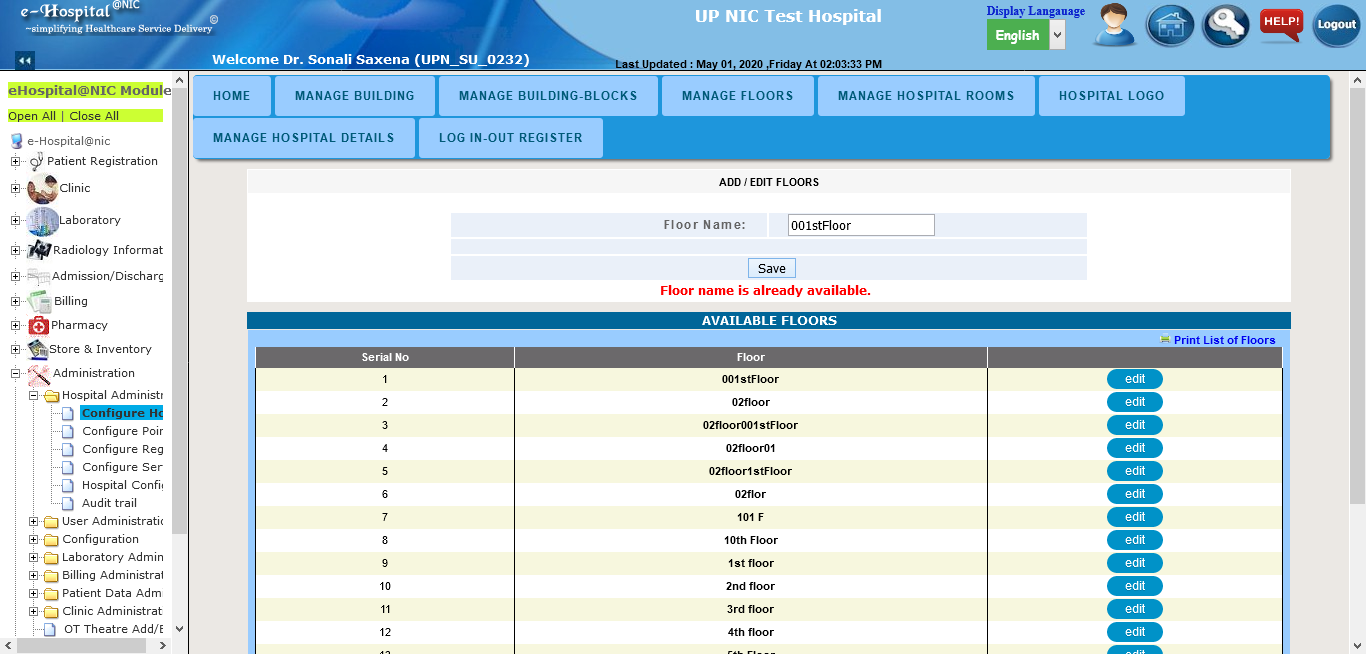 e-Hospital@NIC ©
~simplifying Healthcare Service Delivery
UP NIC Test Hospital
Display Langauage
English
HELP!
Logout
Welcome Dr. Sonali Saxena (UPN_SU_0232)
Last Updated : May 01, 2020 ,Friday At 02:03:33 PM
eHospital@NIC Module
Open All | Close All
e-Hospital@nic
Patient Registration
Clinic
Laboratory
Radiology Informat
Admission/Discharg
Billing
Pharmacy
Store & Inventory
Administration
Hospital Administr
Configure Ho
Configure Poin
Configure Reg
Configure Ser
Hospital Config
Audit trail
User Administratio
Configuration
Laboratory Admin
Billing Administrat
Patient Data Adm
Clinic Administrat
OT Theatre Add/E
HOME
MANAGE BUILDING
MANAGE BUILDING-BLOCKS
MANAGE FLOORS
MANAGE HOSPITAL ROOMS
HOSPITAL LOGO
MANAGE HOSPITAL DETAILS
LOG IN-OUT REGISTER
ADD / EDIT FLOORS
Floor Name: 001stFloor
Save
Floor name is already available.
AVAILABLE FLOORS
Print List of Floors
Serial No Floor
1 001stFloor edit
2 02floor edit
3 02floor001stFloor edit
4 02floor01 edit
5 02floor1stFloor edit
6 02flor edit
7 101 F edit
8 10th Floor edit
9 1st floor edit
10 2nd floor edit
11 3rd floor edit
12 4th floor edit
13 5th Floor edit